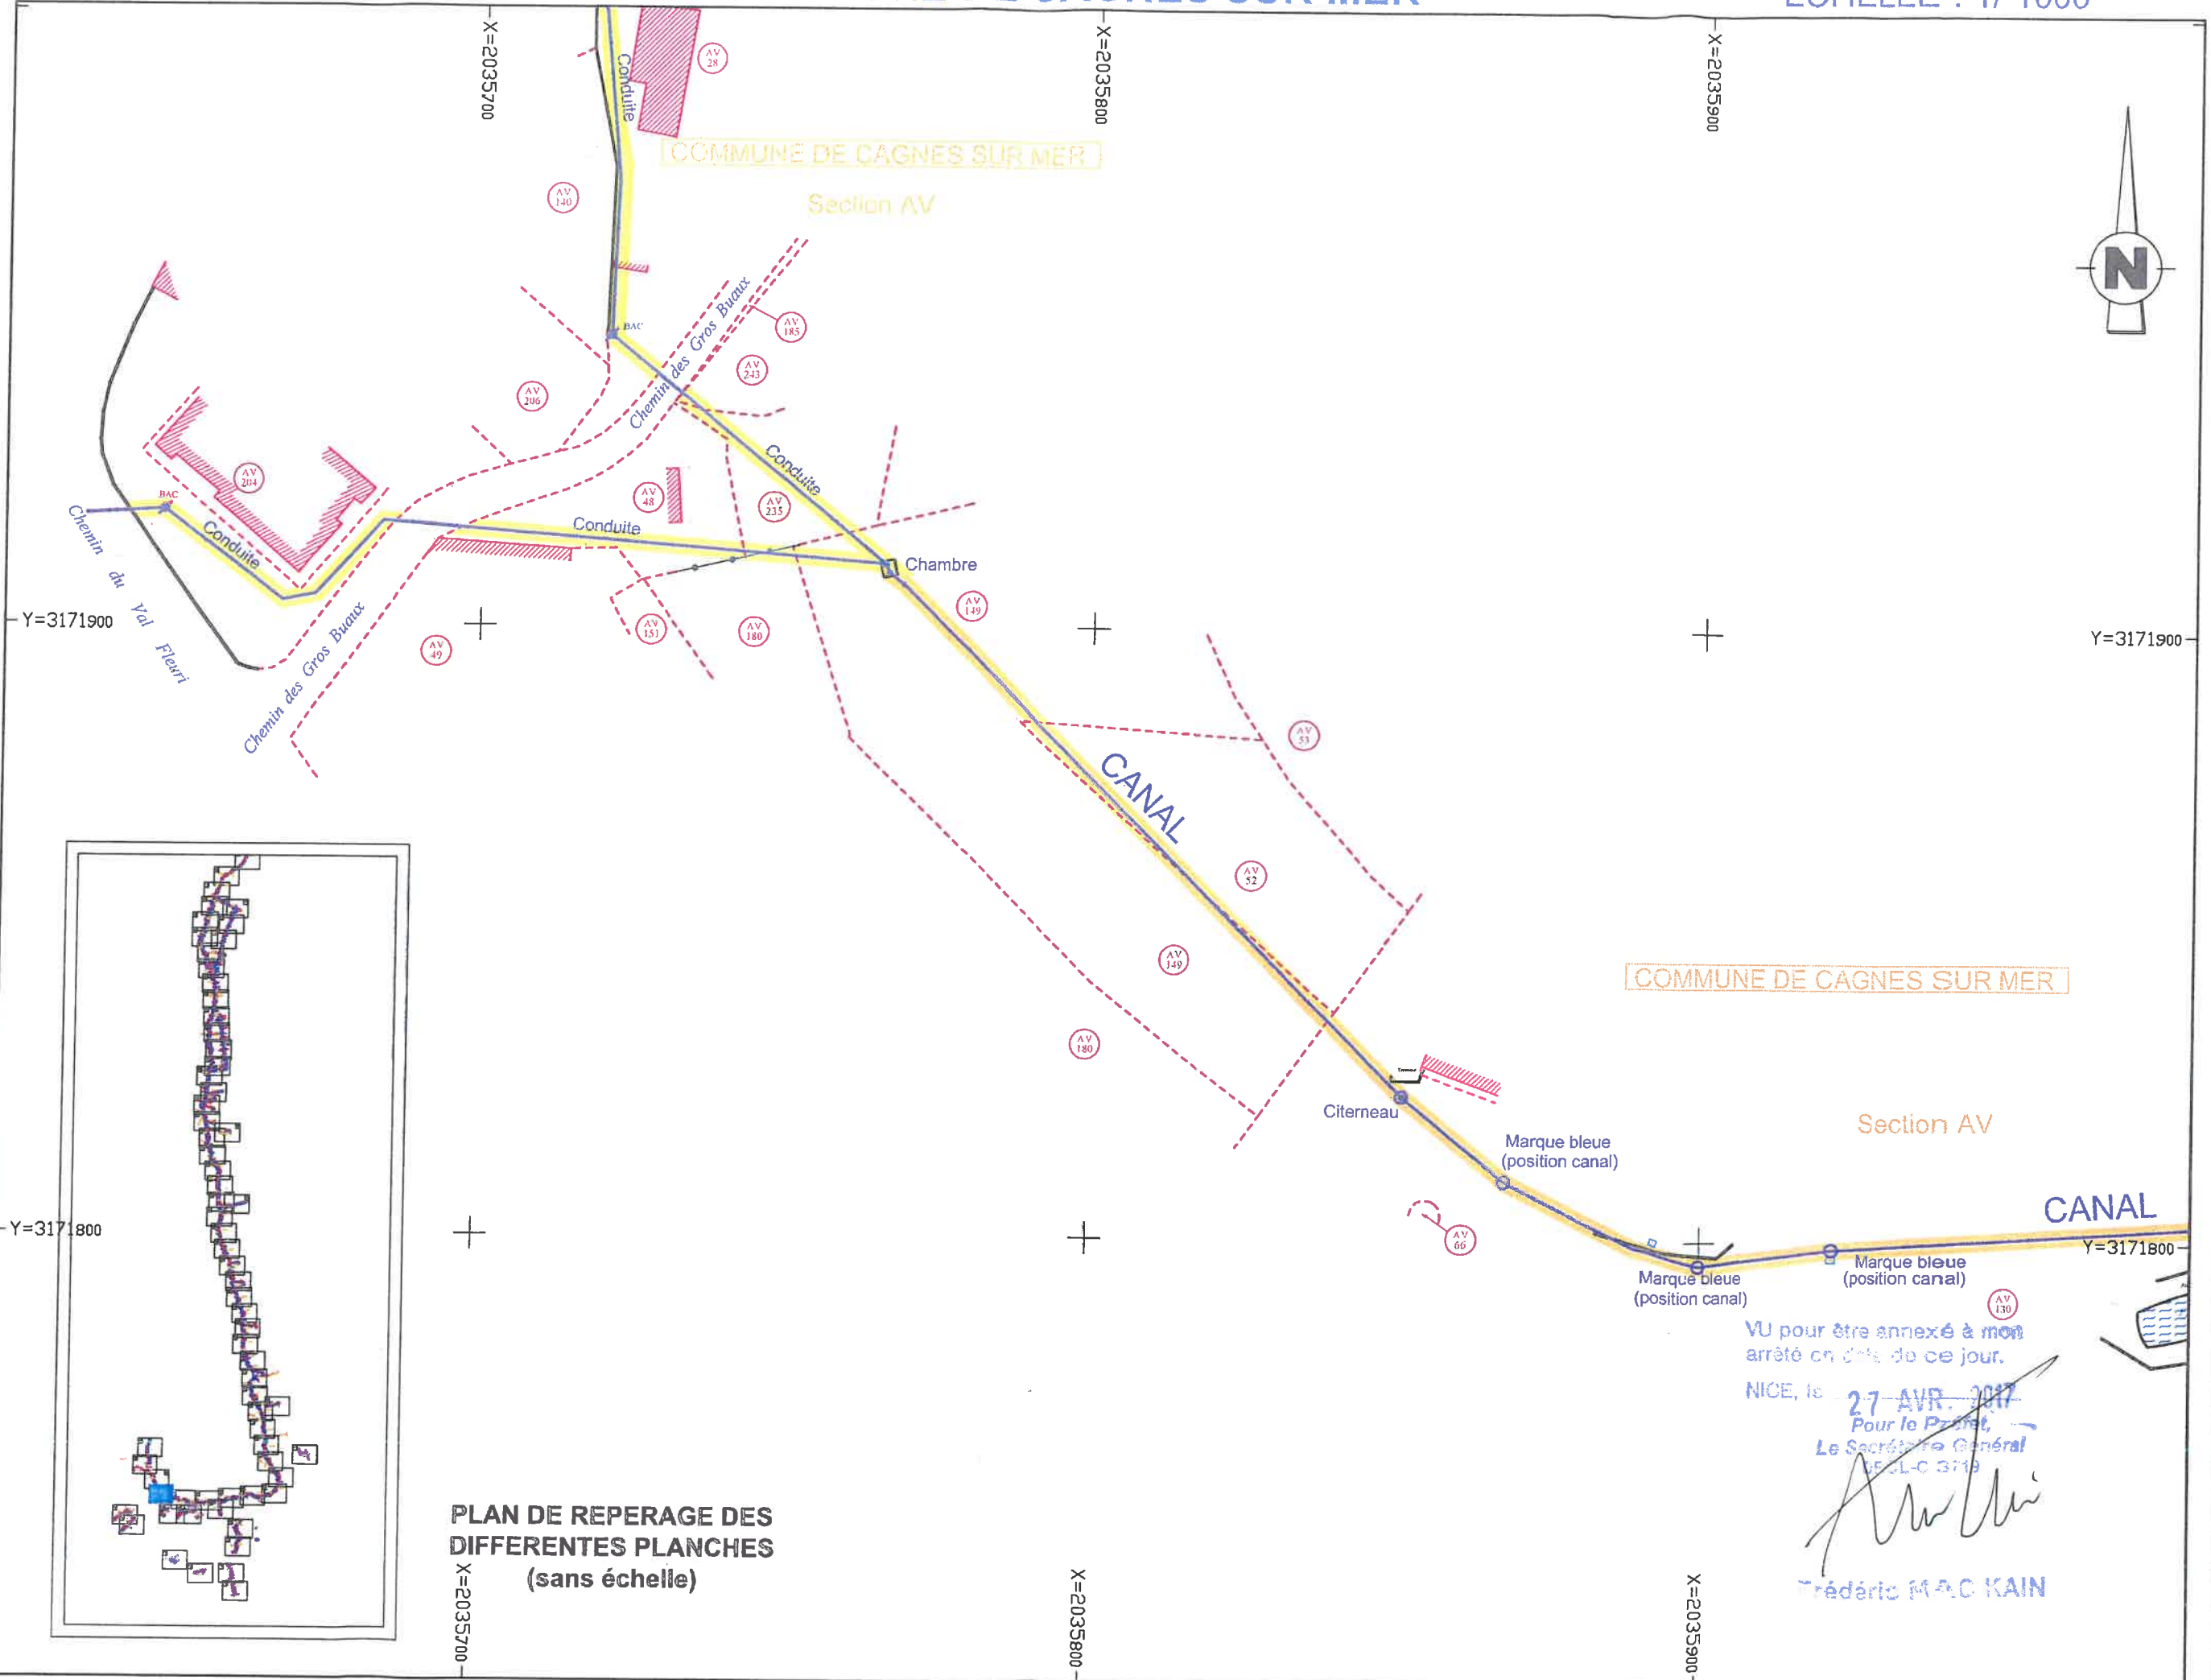 SUR MER
X=2035700
X=2035800
X=2035900
Conduite
AV
28
COMMUNE DE CAGNES SUR MER
Section AV
AV
140
N
Chemin des Gros Buaux
BAC
AV
185
AV
243
AV
206
AV
204
BAC
Conduite
AV
48
AV
235
Conduite
Conduite
Chambre
Chemin du Val Fleuri
Y=3171900
AV
149
AV
151
AV
180
AV
49
Y=3171900
Chemin des Gros Buaux
AV
53
CANAL
AV
52
AV
149
COMMUNE DE CAGNES SUR MER
AV
180
Citerneau
Section AV
Marque bleue
(position canal)
CANAL
Y=3171800
AV
66
Y=3171800
Marque bleue
(position canal)
Marque bleue
(position canal)
AV
130
VU pour être annexé à mon
arrêté en date de ce jour.
NICE, le 27 AVR. 2017
Pour le Préfet,
Le Secrétaire Général
3719
Frédéric MAC KAIN
PLAN DE REPERAGE DES
DIFFERENTES PLANCHES
(sans échelle)
X=2035700
X=2035800
X=2035900